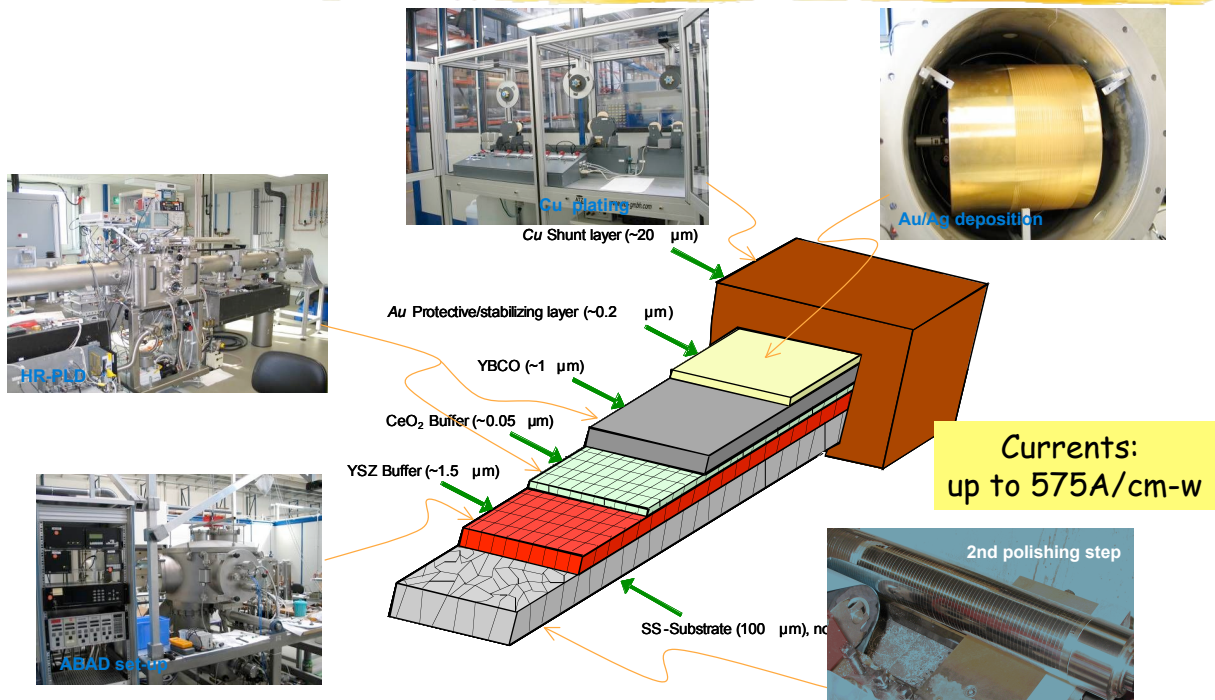 Cu plating
Au/Ag deposition
Cu Shunt layer (~20 µm)
Au Protective/stabilizing layer (~0.2 µm)
HR-PLD
YBCO (~1 µm)
CeO₂ Buffer (~0.05 µm)
YSZ Buffer (~1.5 µm)
Currents:
up to 575A/cm-w
2nd polishing step
SS-Substrate (100 µm),
ABAD set-up